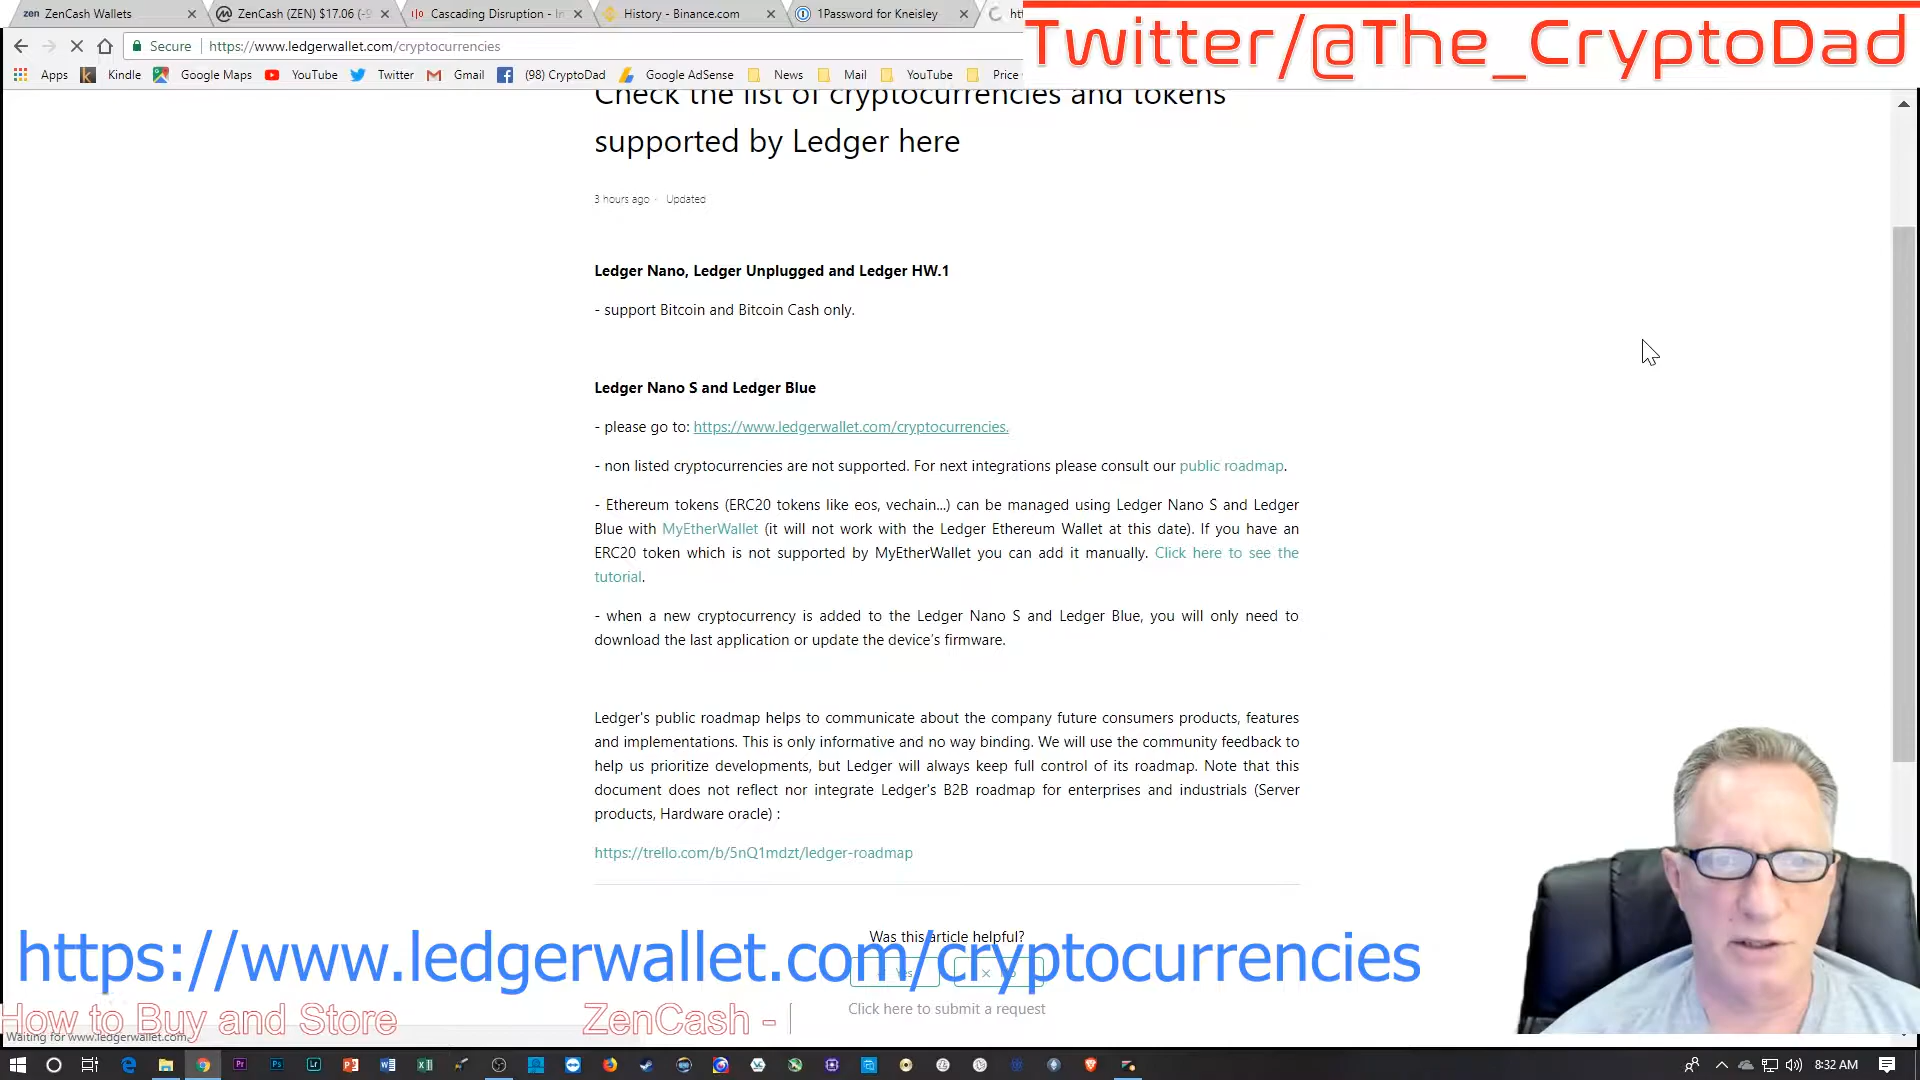 zen ZenCash Wallets
ZenCash (ZEN) $17.06 (-9
Cascading Disruption - In
History - Binance.com
1Password for Kneisley
Twitter/@The_CryptoDad
Secure https://www.ledgerwallet.com/cryptocurrencies
Apps Kindle Google Maps YouTube Twitter Gmail (98) CryptoDad Google AdSense News Mail YouTube Price
Check the list of cryptocurrencies and tokens
supported by Ledger here
3 hours ago · Updated
Ledger Nano, Ledger Unplugged and Ledger HW.1
- support Bitcoin and Bitcoin Cash only.
Ledger Nano S and Ledger Blue
- please go to: https://www.ledgerwallet.com/cryptocurrencies.
- non listed cryptocurrencies are not supported. For next integrations please consult our public roadmap.
- Ethereum tokens (ERC20 tokens like eos, vechain...) can be managed using Ledger Nano S and Ledger
Blue with MyEtherWallet (it will not work with the Ledger Ethereum Wallet at this date). If you have an
ERC20 token which is not supported by MyEtherWallet you can add it manually. Click here to see the
tutorial.
- when a new cryptocurrency is added to the Ledger Nano S and Ledger Blue, you will only need to
download the last application or update the device's firmware.
Ledger's public roadmap helps to communicate about the company future consumers products, features
and implementations. This is only informative and no way binding. We will use the community feedback to
help us prioritize developments, but Ledger will always keep full control of its roadmap. Note that this
document does not reflect nor integrate Ledger's B2B roadmap for enterprises and industrials (Server
products, Hardware oracle) :
https://trello.com/b/5nQ1mdzt/ledger-roadmap
Was this article helpful?
https://www.ledgerwallet.com/cryptocurrencies
Yes
Click here to submit a request
How to Buy and Store ZenCash -
Waiting for www.ledgerwallet.com...
8:32 AM